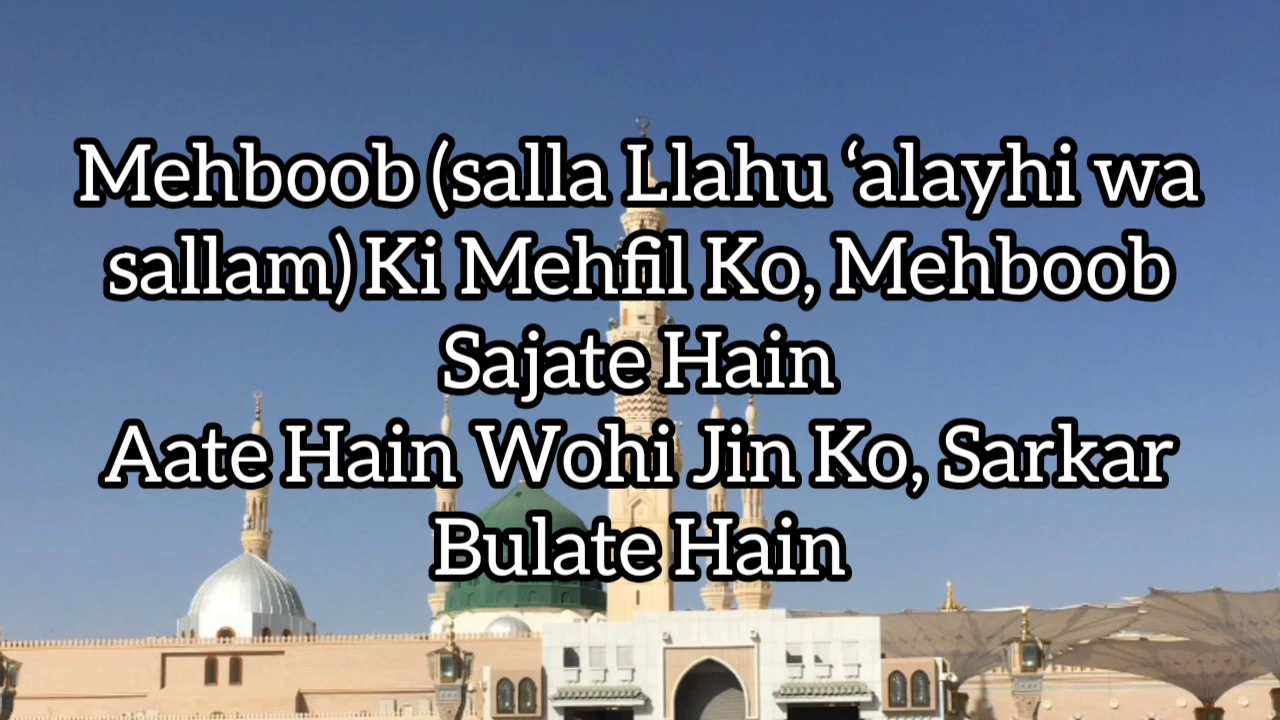 Mehboob (salla Llahu ‘alayhi wa
sallam) Ki Mehfil Ko, Mehboob
Sajate Hain
Aate Hain Wohi Jin Ko, Sarkar
Bulate Hain